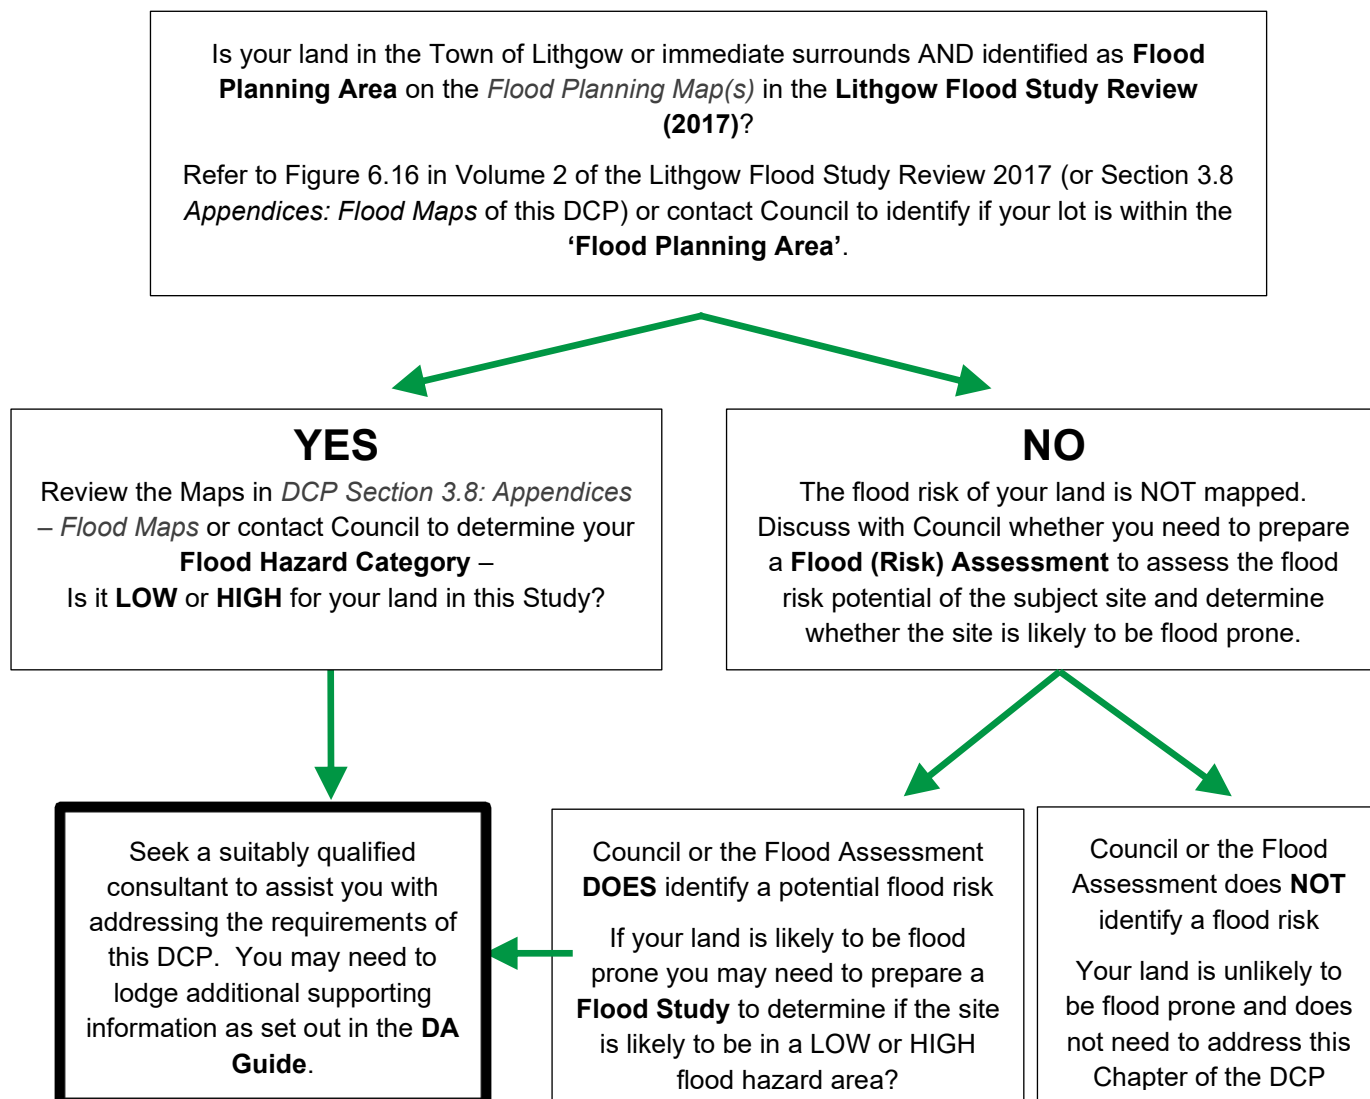 Is your land in the Town of Lithgow or immediate surrounds AND identified as Flood
Planning Area on the Flood Planning Map(s) in the Lithgow Flood Study Review
(2017)?
Refer to Figure 6.16 in Volume 2 of the Lithgow Flood Study Review 2017 (or Section 3.8
Appendices: Flood Maps of this DCP) or contact Council to identify if your lot is within the
‘Flood Planning Area’.
YES
Review the Maps in DCP Section 3.8: Appendices
– Flood Maps or contact Council to determine your
Flood Hazard Category –
Is it LOW or HIGH for your land in this Study?
NO
The flood risk of your land is NOT mapped.
Discuss with Council whether you need to prepare
a Flood (Risk) Assessment to assess the flood
risk potential of the subject site and determine
whether the site is likely to be flood prone.
Seek a suitably qualified
consultant to assist you with
addressing the requirements of
this DCP. You may need to
lodge additional supporting
information as set out in the DA
Guide.
Council or the Flood Assessment
DOES identify a potential flood risk
If your land is likely to be flood
prone you may need to prepare a
Flood Study to determine if the site
is likely to be in a LOW or HIGH
flood hazard area?
Council or the Flood
Assessment does NOT
identify a flood risk
Your land is unlikely to
be flood prone and does
not need to address this
Chapter of the DCP